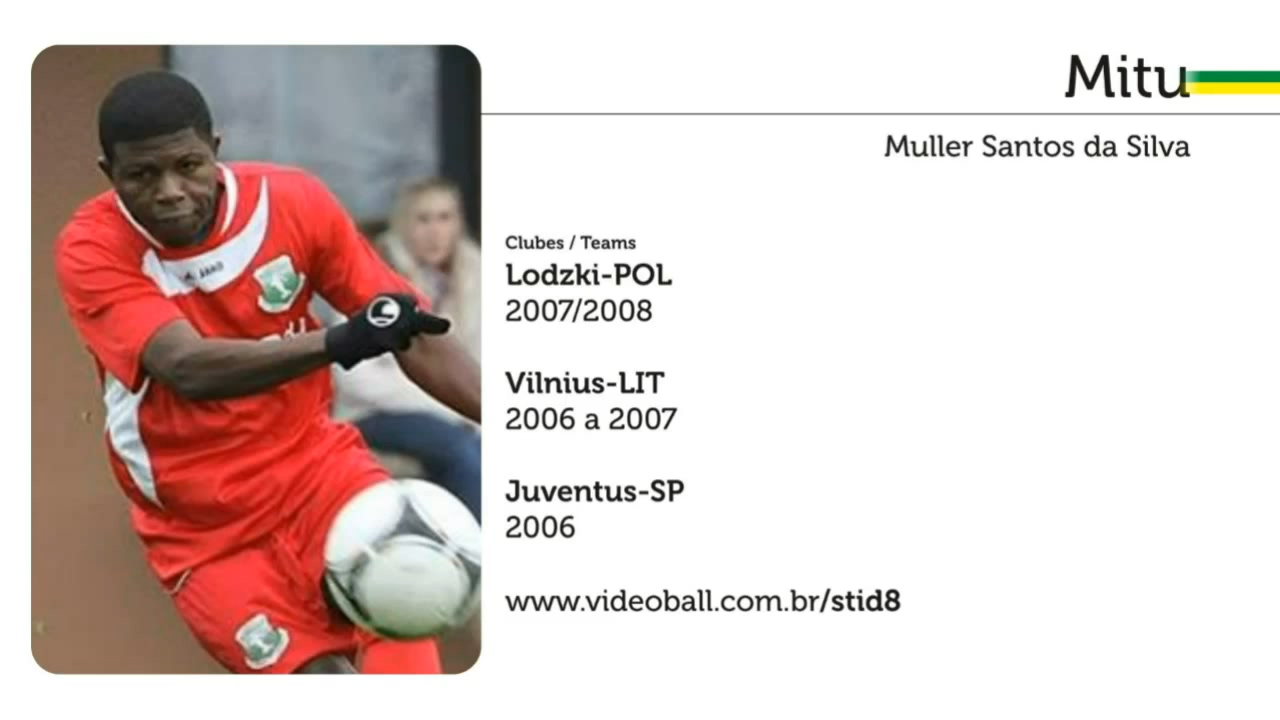 Mitu
Muller Santos da Silva
Clubes / Teams
Lodzki-POL
2007/2008
Vilnius-LIT
2006 a 2007
Juventus-SP
2006
www.videoball.com.br/stid8